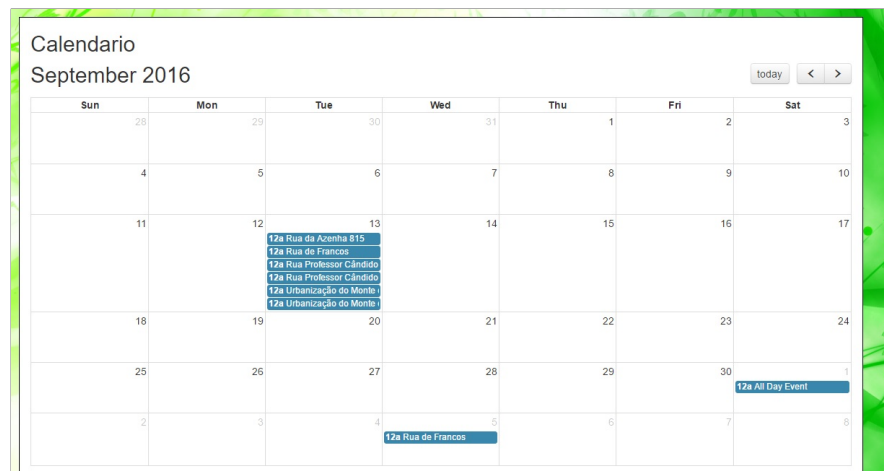 Calendario
September 2016
today < >
Sun Mon Tue Wed Thu Fri Sat
28 29 30 31 1 2 3
4 5 6 7 8 9 10
11 12 13 14 15 16 17
12a Rua da Azenha 815
12a Rua de Francos
12a Rua Professor Cândido
12a Rua Professor Cândido
12a Urbanização do Monte
12a Urbanização do Monte
18 19 20 21 22 23 24
25 26 27 28 29 30 1
12a All Day Event
2 3 4 5 6 7 8
12a Rua de Francos